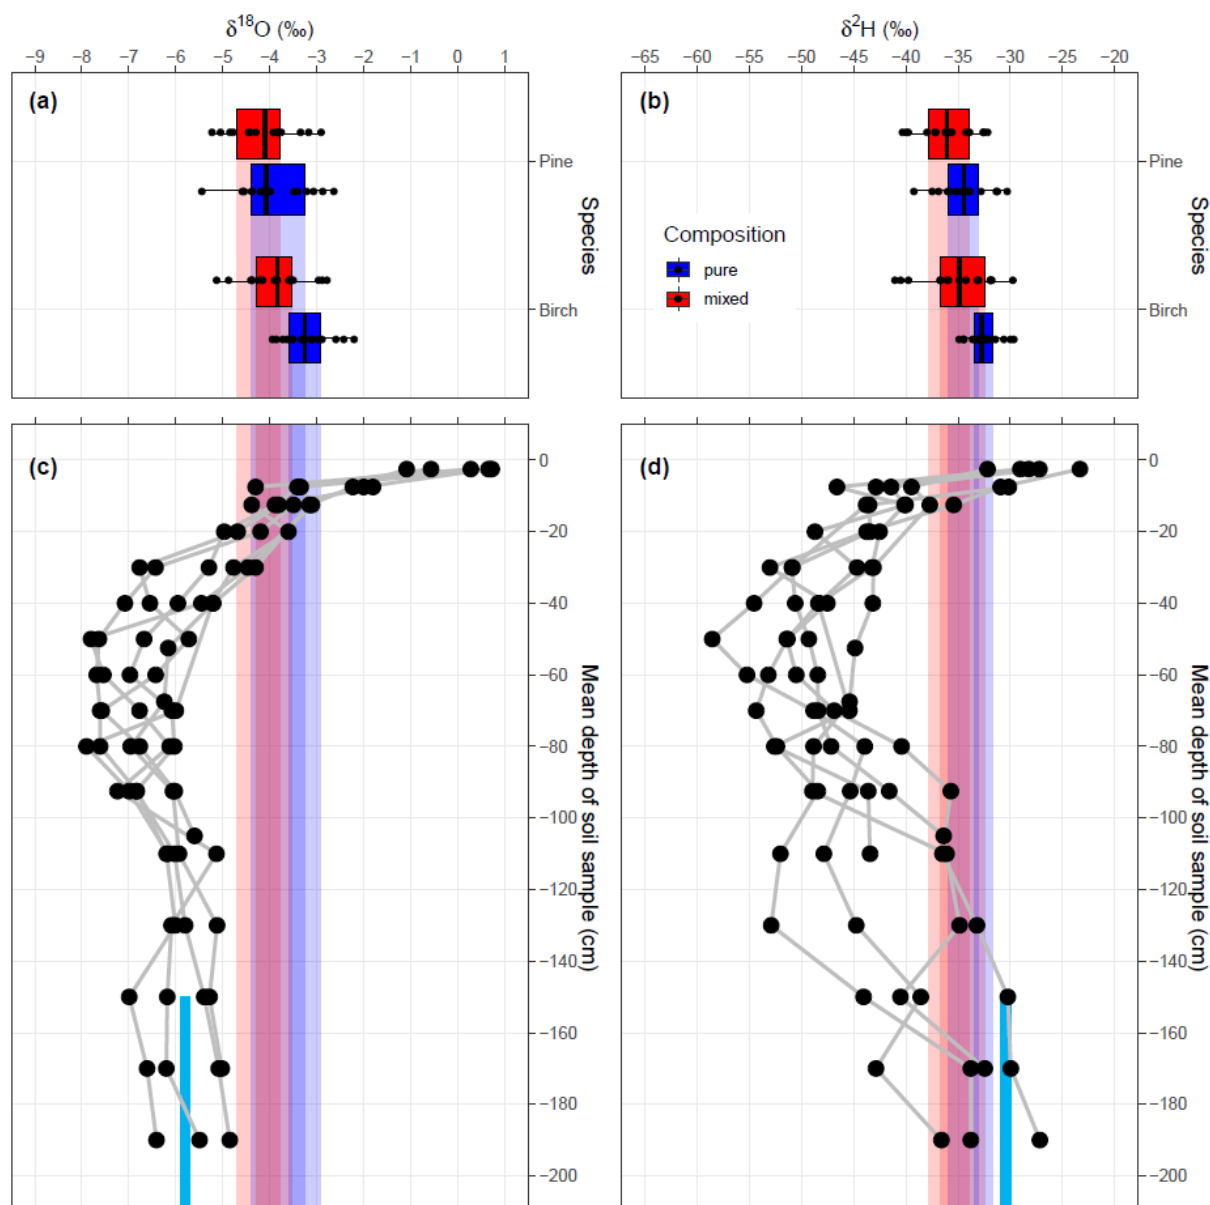 δ18O (‰)
δ2H (‰)
−9 −8 −7 −6 −5 −4 −3 −2 −1 0 1
−65 −60 −55 −50 −45 −40 −35 −30 −25 −20
(a)
(b)
Pine
Birch
Species
Pine
Birch
Species
Composition
pure
mixed
(c)
(d)
0
−20
−40
−60
−80
−100
−120
−140
−160
−180
−200
Mean depth of soil sample (cm)
0
−20
−40
−60
−80
−100
−120
−140
−160
−180
−200
Mean depth of soil sample (cm)